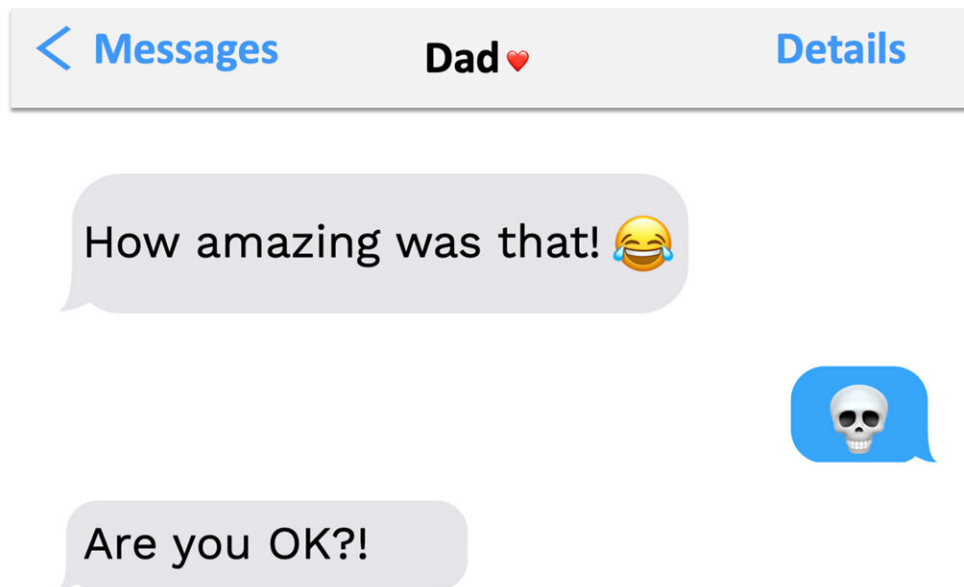 Messages
Dad❤️
Details
How amazing was that! 😂
💀
Are you OK?!